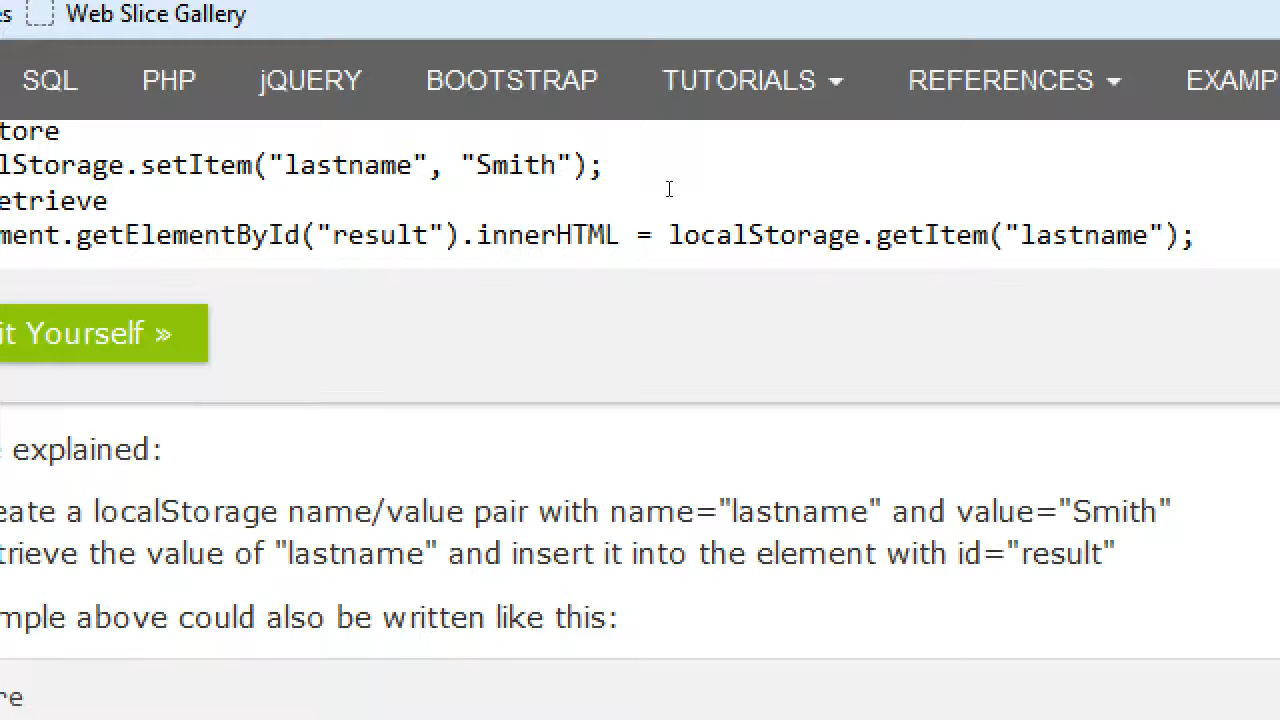 es Web Slice Gallery
SQL PHP jQUERY BOOTSTRAP TUTORIALS REFERENCES EXAMP
tore
lStorage.setItem("lastname", "Smith");
etrieve
ment.getElementById("result").innerHTML = localStorage.getItem("lastname");
it Yourself »
explained:
eate a localStorage name/value pair with name="lastname" and value="Smith"
trieve the value of "lastname" and insert it into the element with id="result"
mple above could also be written like this:
re